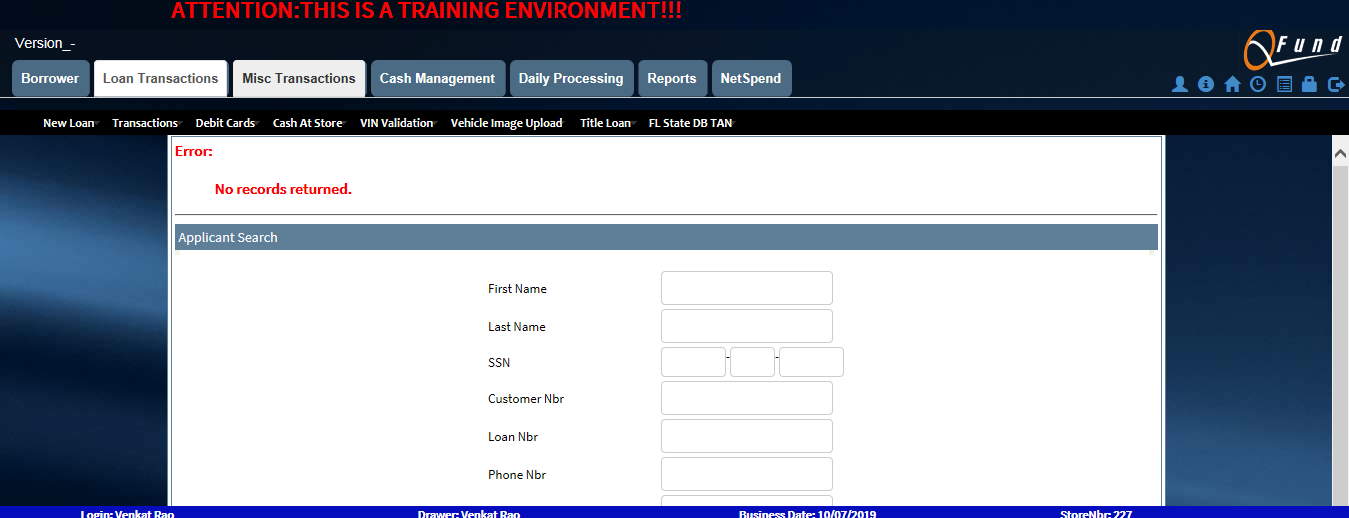 ATTENTION:THIS IS A TRAINING ENVIRONMENT!!!
Version_-
QFund
Borrower Loan Transactions Misc Transactions Cash Management Daily Processing Reports NetSpend
New Loan Transactions Debit Cards Cash At Store VIN Validation Vehicle Image Upload Title Loan FL State DB TAN
Error:
No records returned.
Applicant Search
First Name
Last Name
SSN - -
Customer Nbr
Loan Nbr
Phone Nbr
Login: Venkat Rao Drawer: Venkat Rao Business Date: 10/07/2019 StoreNbr: 227